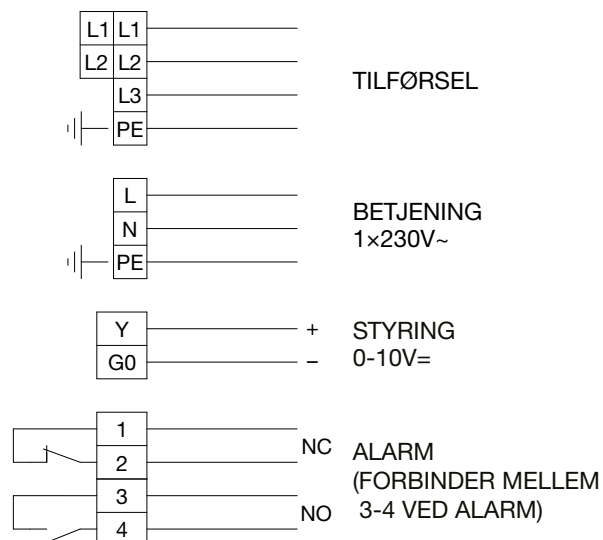 L1 L1
L2 L2
L3
PE
TILFØRSEL
L
N
PE
BETJENING
1×230V~
Y +
G0 –
STYRING
0-10V=
1
2
NC
3
4
NO
ALARM
(FORBINDER MELLEM
3-4 VED ALARM)